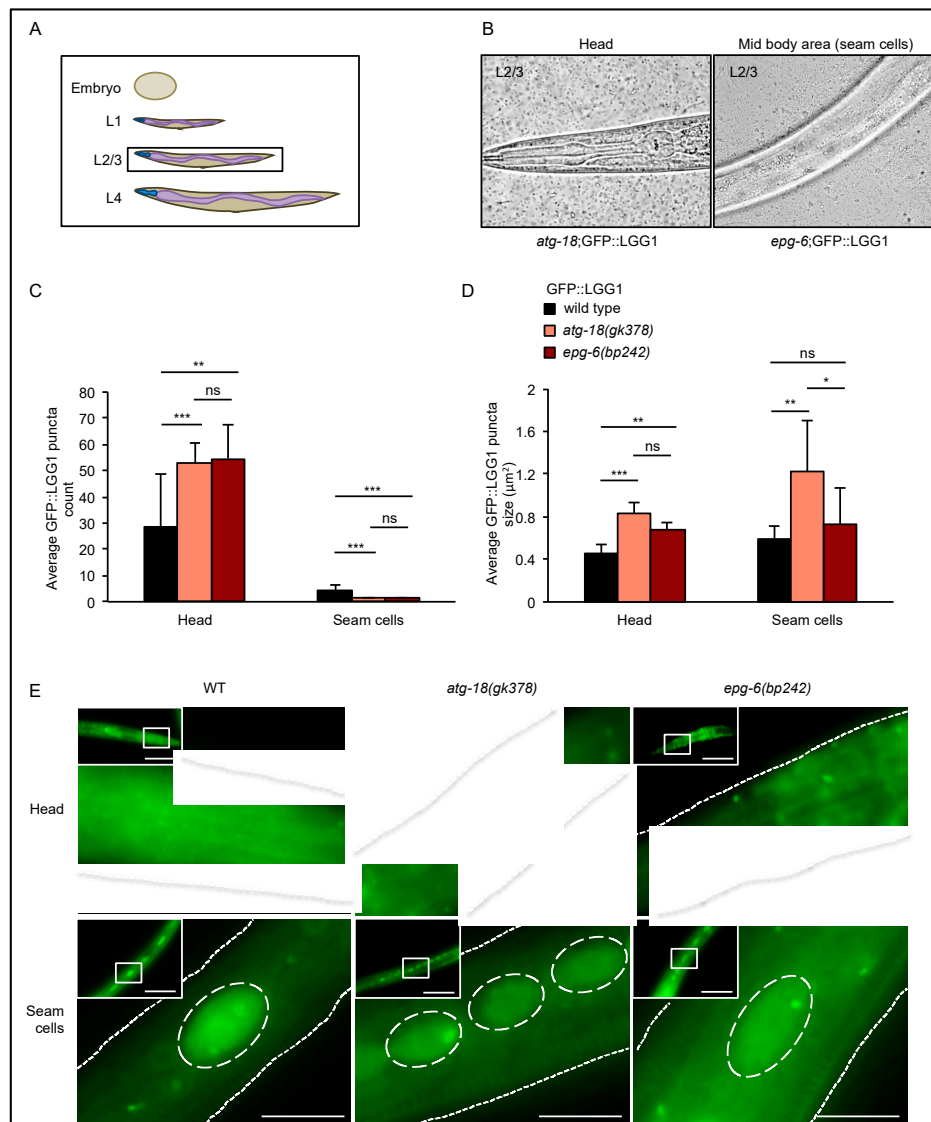 A
Embryo
L1
L2/3
L4
B
Head
Mid body area (seam cells)
L2/3
L2/3
atg-18;GFP::LGG1
epg-6;GFP::LGG1
C
Average GFP::LGG1 puncta
count
80
70
60
50
40
30
20
10
0
**
ns
***
***
ns
***
Head
Seam cells
GFP::LGG1
wild type
atg-18(gk378)
epg-6(bp242)
D
Average GFP::LGG1 puncta
size (μm²)
2
1.6
1.2
0.8
0.4
0
**
ns
***
ns
*
**
Head
Seam cells
E
WT
atg-18(gk378)
epg-6(bp242)
Head
Seam
cells